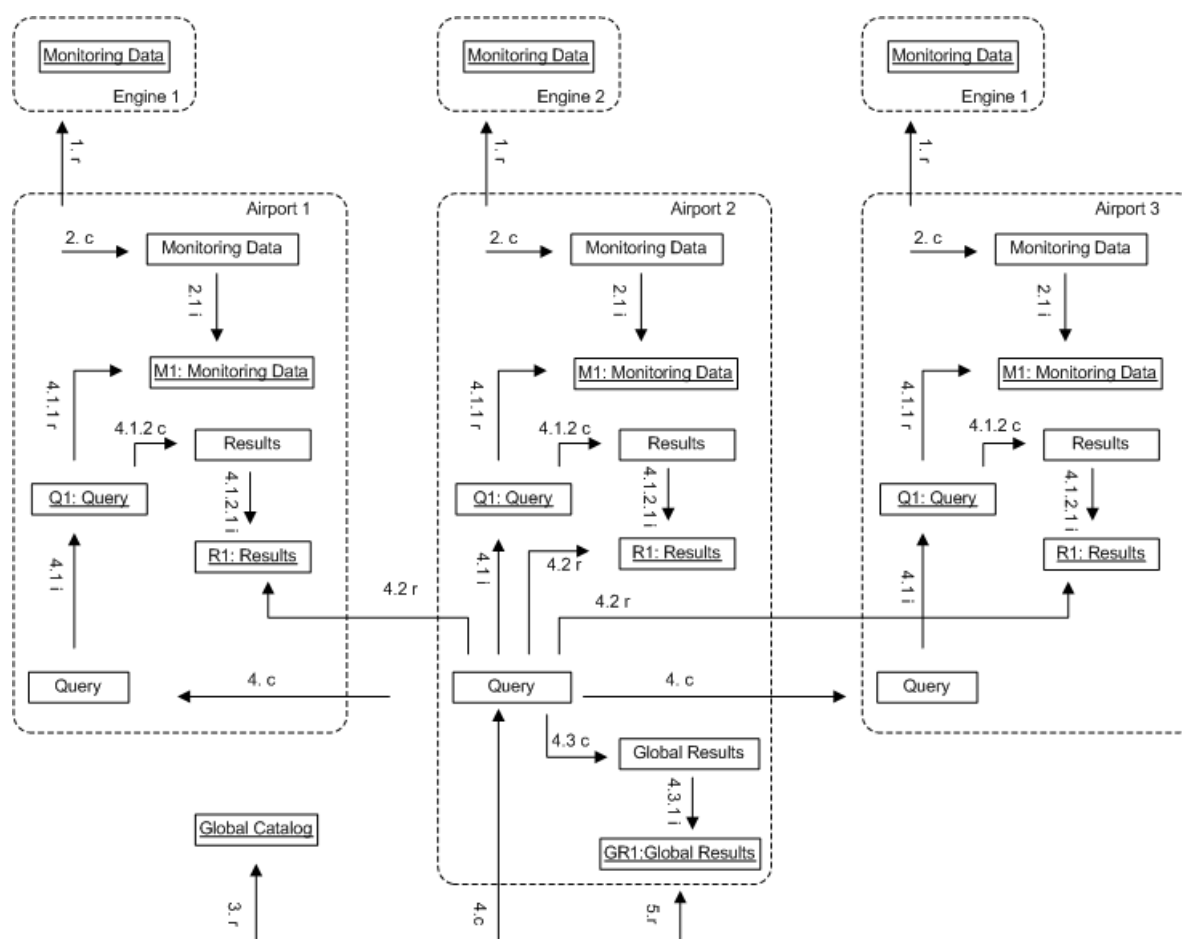 Monitoring Data
Engine 1
Monitoring Data
Engine 2
Monitoring Data
Engine 1
1. r
1. r
1. r
Airport 1
2. c
Monitoring Data
2.1 i
M1: Monitoring Data
4.1.1 r
4.1.2 c
Results
4.1.2.1 i
Q1: Query
R1: Results
4.1 i
Query
Airport 2
2. c
Monitoring Data
2.1 i
M1: Monitoring Data
4.1.1 r
4.1.2 c
Results
4.1.2.1 i
Q1: Query
R1: Results
4.1 i
4.2 r
4.2 r
4.2 r
4. c
Query
4. c
4.3 c
Global Results
4.3.1 i
GR1:Global Results
Airport 3
2. c
Monitoring Data
2.1 i
M1: Monitoring Data
4.1.1 r
4.1.2 c
Results
4.1.2.1 i
Q1: Query
R1: Results
4.1 i
Query
Global Catalog
3. r
4.c
5.r